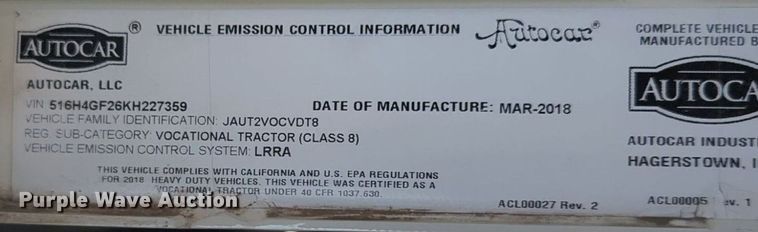 AUTOCAR®
VEHICLE EMISSION CONTROL INFORMATION
Autocar®
AUTOCAR, LLC
VIN: 516H4GF26KH227359
DATE OF MANUFACTURE: MAR-2018
VEHICLE FAMILY IDENTIFICATION: JAUT2VOCVDT8
REG. SUB-CATEGORY: VOCATIONAL TRACTOR (CLASS 8)
VEHICLE EMISSION CONTROL SYSTEM: LRRA
THIS VEHICLE COMPLIES WITH CALIFORNIA AND U.S. EPA REGULATIONS
FOR 2018 HEAVY DUTY VEHICLES. THIS VEHICLE WAS CERTIFIED AS A
VOCATIONAL TRACTOR UNDER 40 CFR 1037.630.
ACL00027 Rev. 2
COMPLETE VEHICLE
MANUFACTURED B
AUTOCA
AUTOCAR INDUST
HAGERSTOWN, I
ACL00005 ev. 1
Purple Wave Auction